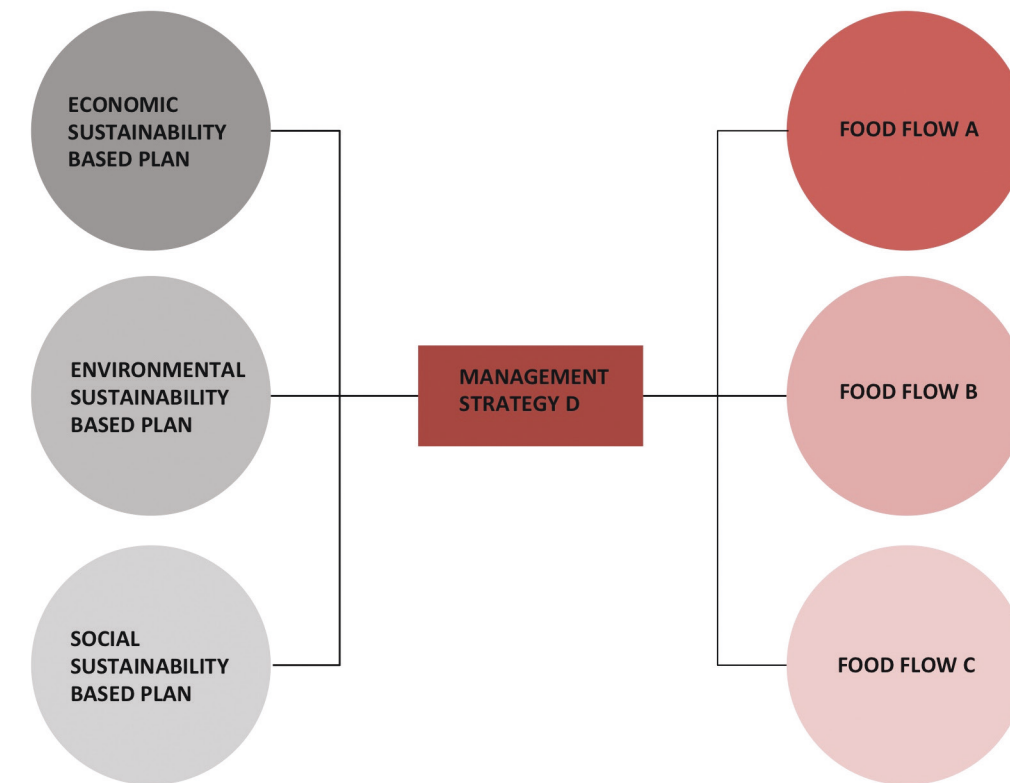 ECONOMIC
SUSTAINABILITY
BASED PLAN
ENVIRONMENTAL
SUSTAINABILITY
BASED PLAN
SOCIAL
SUSTAINABILITY
BASED PLAN
MANAGEMENT
STRATEGY D
FOOD FLOW A
FOOD FLOW B
FOOD FLOW C